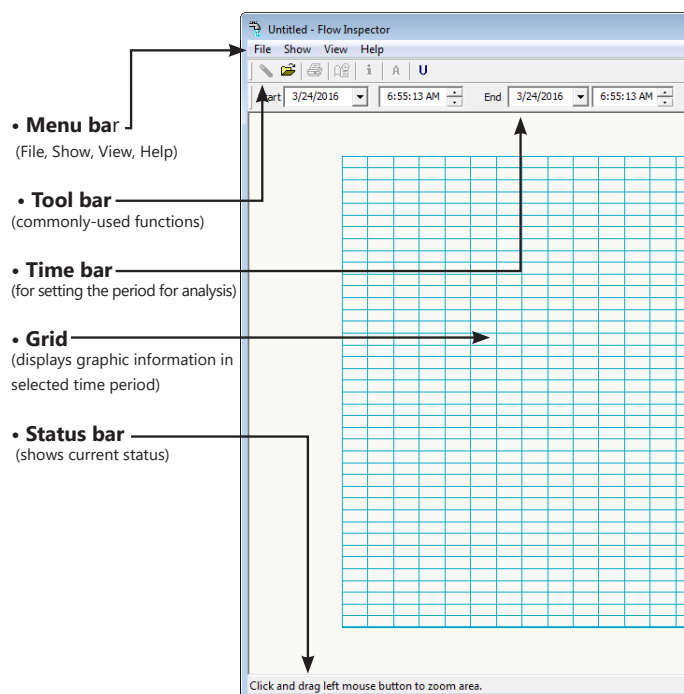 Untitled - Flow Inspector
File Show View Help
i A U
Start 3/24/2016 6:55:13 AM End 3/24/2016 6:55:13 AM
• Menu bar
(File, Show, View, Help)
• Tool bar
(commonly-used functions)
• Time bar
(for setting the period for analysis)
• Grid
(displays graphic information in
selected time period)
• Status bar
(shows current status)
Click and drag left mouse button to zoom area.